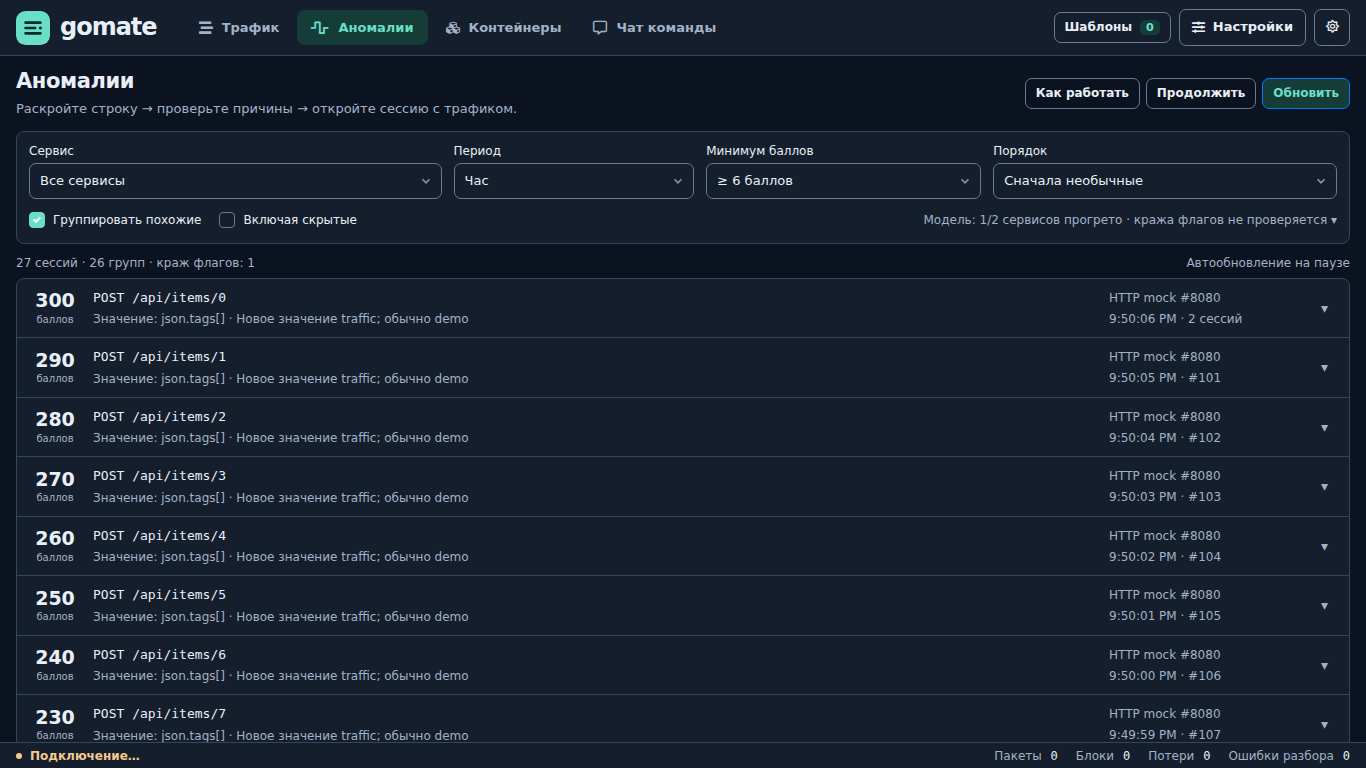 gomate Трафик Аномалии Контейнеры Чат команды Шаблоны 0 Настройки
Аномалии
Раскройте строку → проверьте причины → откройте сессию с трафиком.
Как работать Продолжить Обновить
Сервис Период Минимум баллов Порядок
Все сервисы Час ≥ 6 баллов Сначала необычные
Группировать похожие Включая скрытые Модель: 1/2 сервисов прогрето · кража флагов не проверяется ▾
27 сессий · 26 групп · краж флагов: 1 Автообновление на паузе
300 POST /api/items/0 HTTP mock #8080
баллов Значение: json.tags[] · Новое значение traffic; обычно demo 9:50:06 PM · 2 сессий ▼
290 POST /api/items/1 HTTP mock #8080
баллов Значение: json.tags[] · Новое значение traffic; обычно demo 9:50:05 PM · #101 ▼
280 POST /api/items/2 HTTP mock #8080
баллов Значение: json.tags[] · Новое значение traffic; обычно demo 9:50:04 PM · #102 ▼
270 POST /api/items/3 HTTP mock #8080
баллов Значение: json.tags[] · Новое значение traffic; обычно demo 9:50:03 PM · #103 ▼
260 POST /api/items/4 HTTP mock #8080
баллов Значение: json.tags[] · Новое значение traffic; обычно demo 9:50:02 PM · #104 ▼
250 POST /api/items/5 HTTP mock #8080
баллов Значение: json.tags[] · Новое значение traffic; обычно demo 9:50:01 PM · #105 ▼
240 POST /api/items/6 HTTP mock #8080
баллов Значение: json.tags[] · Новое значение traffic; обычно demo 9:50:00 PM · #106 ▼
230 POST /api/items/7 HTTP mock #8080
баллов Значение: json.tags[] · Новое значение traffic; обычно demo 9:49:59 PM · #107 ▼
Подключение… Пакеты 0 Блоки 0 Потери 0 Ошибки разбора 0